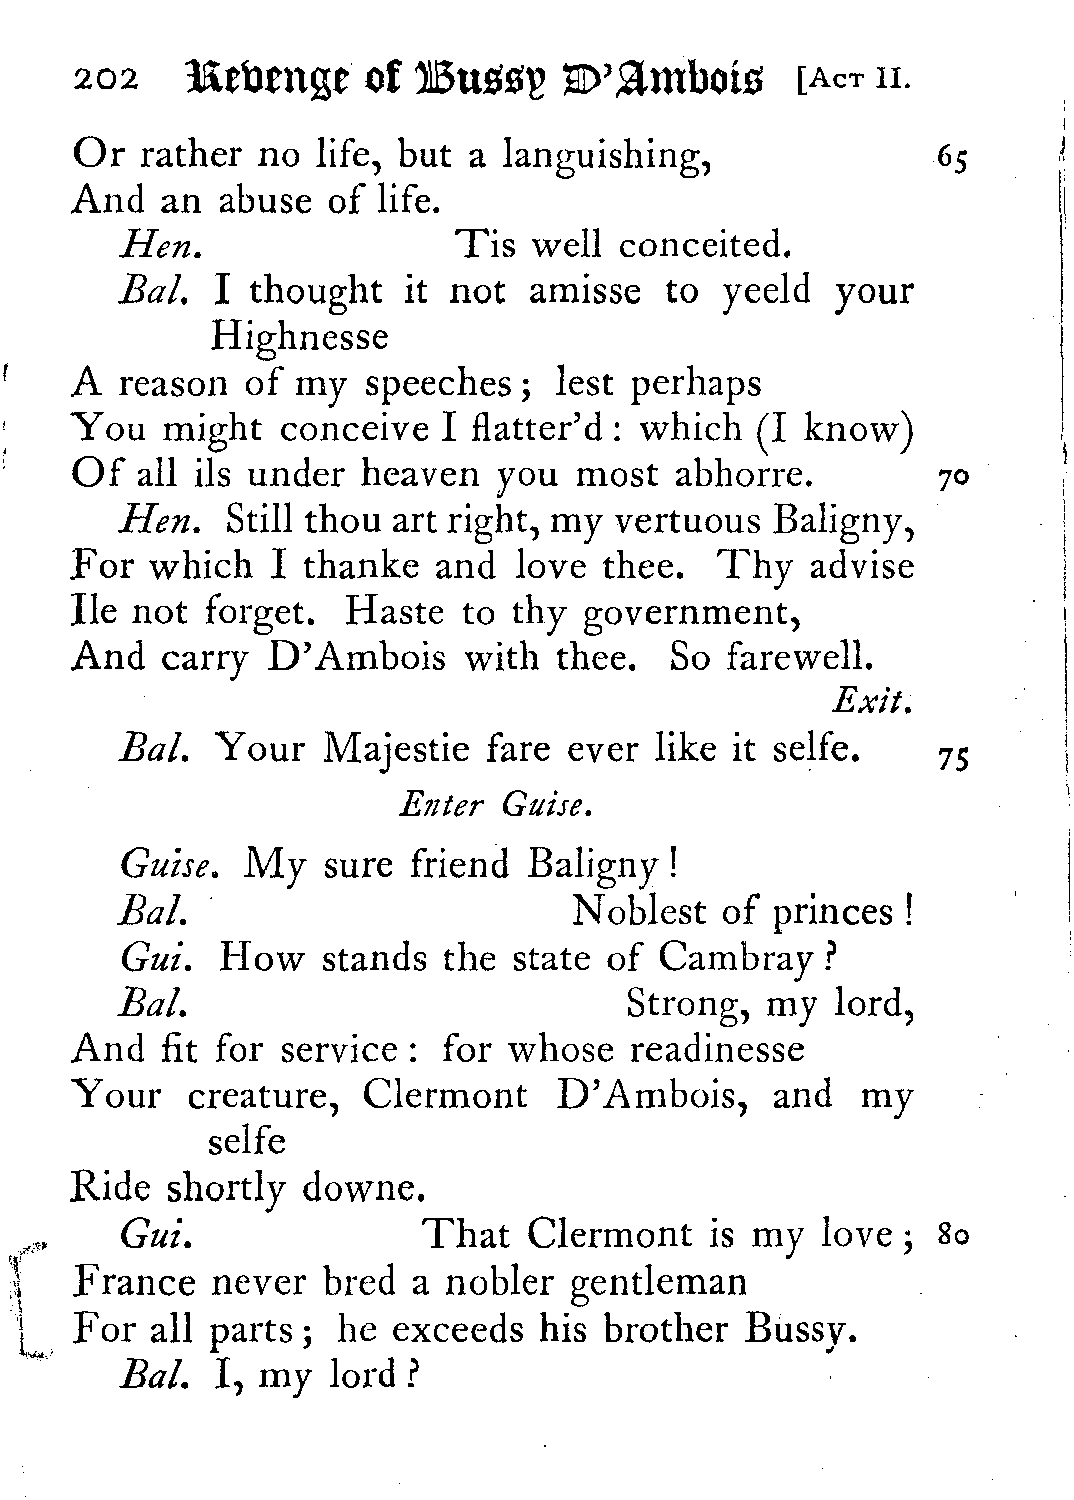 202 Revenge of Bussy D'Ambois [ACT II.
Or rather no life, but a languishing, 65
And an abuse of life.
Hen. Tis well conceited.
Bal. I thought it not amisse to yeeld your
Highnesse
A reason of my speeches; lest perhaps
You might conceive I flatter'd: which (I know)
Of all ils under heaven you most abhorre. 70
Hen. Still thou art right, my vertuous Baligny,
For which I thanke and love thee. Thy advise
Ile not forget. Haste to thy government,
And carry D'Ambois with thee. So farewell.
Exit.
Bal. Your Majestie fare ever like it selfe. 75
Enter Guise.
Guise. My sure friend Baligny!
Bal. Noblest of princes!
Gui. How stands the state of Cambray?
Bal. Strong, my lord,
And fit for service: for whose readinesse
Your creature, Clermont D'Ambois, and my
selfe
Ride shortly downe.
Gui. That Clermont is my love; 80
France never bred a nobler gentleman
For all parts; he exceeds his brother Bussy.
Bal. I, my lord?